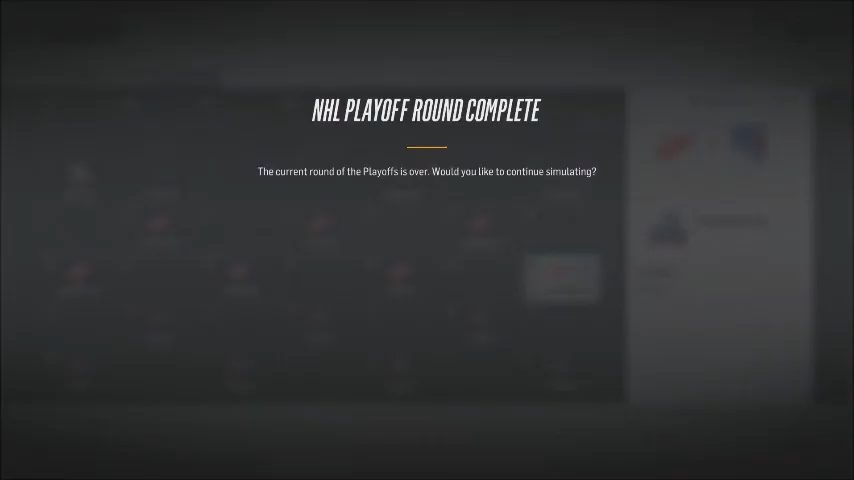 NHL PLAYOFF ROUND COMPLETE
The current round of the Playoffs is over. Would you like to continue simulating?